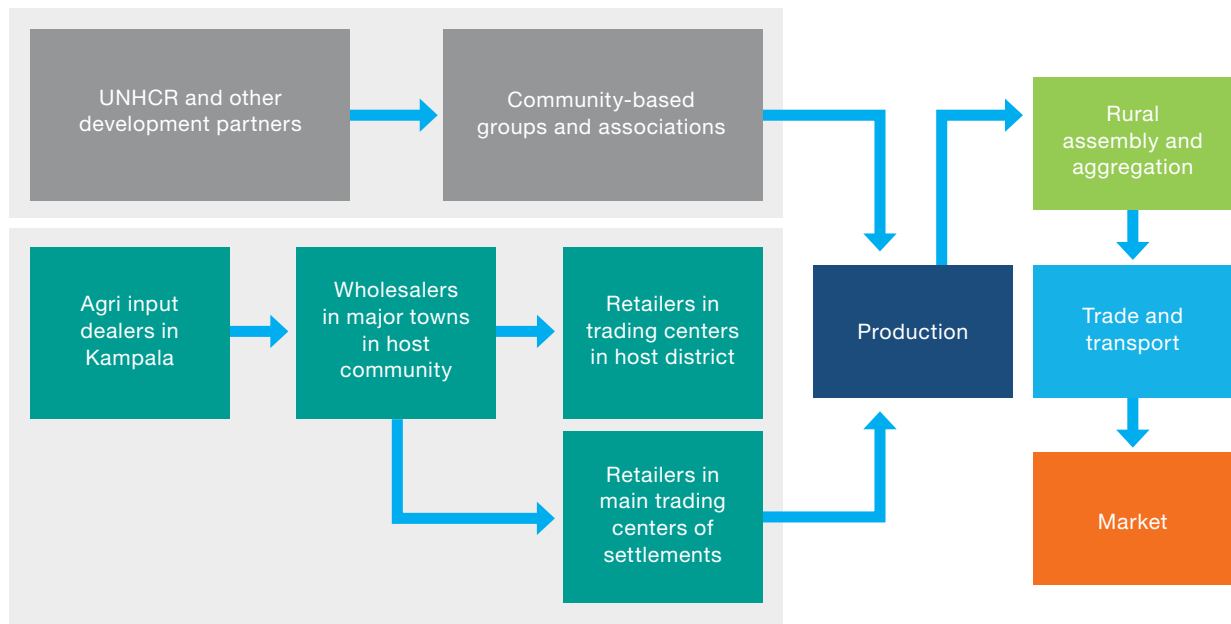 UNHCR and other
development partners
Community-based
groups and associations
Rural
assembly and
aggregation
Agri input
dealers in
Kampala
Wholesalers
in major towns
in host
community
Retailers in
trading centers
in host district
Production
Trade and
transport
Retailers in
main trading
centers of
settlements
Market